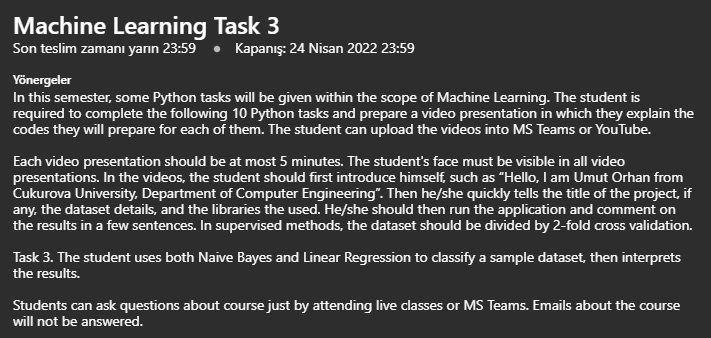 Machine Learning Task 3
Son teslim zamanı yarın 23:59 • Kapanış: 24 Nisan 2022 23:59
Yönergeler
In this semester, some Python tasks will be given within the scope of Machine Learning. The student is
required to complete the following 10 Python tasks and prepare a video presentation in which they explain the
codes they will prepare for each of them. The student can upload the videos into MS Teams or YouTube.
Each video presentation should be at most 5 minutes. The student's face must be visible in all video
presentations. In the videos, the student should first introduce himself, such as “Hello, I am Umut Orhan from
Cukurova University, Department of Computer Engineering”. Then he/she quickly tells the title of the project, if
any, the dataset details, and the libraries the used. He/she should then run the application and comment on
the results in a few sentences. In supervised methods, the dataset should be divided by 2-fold cross validation.
Task 3. The student uses both Naive Bayes and Linear Regression to classify a sample dataset, then interprets
the results.
Students can ask questions about course just by attending live classes or MS Teams. Emails about the course
will not be answered.